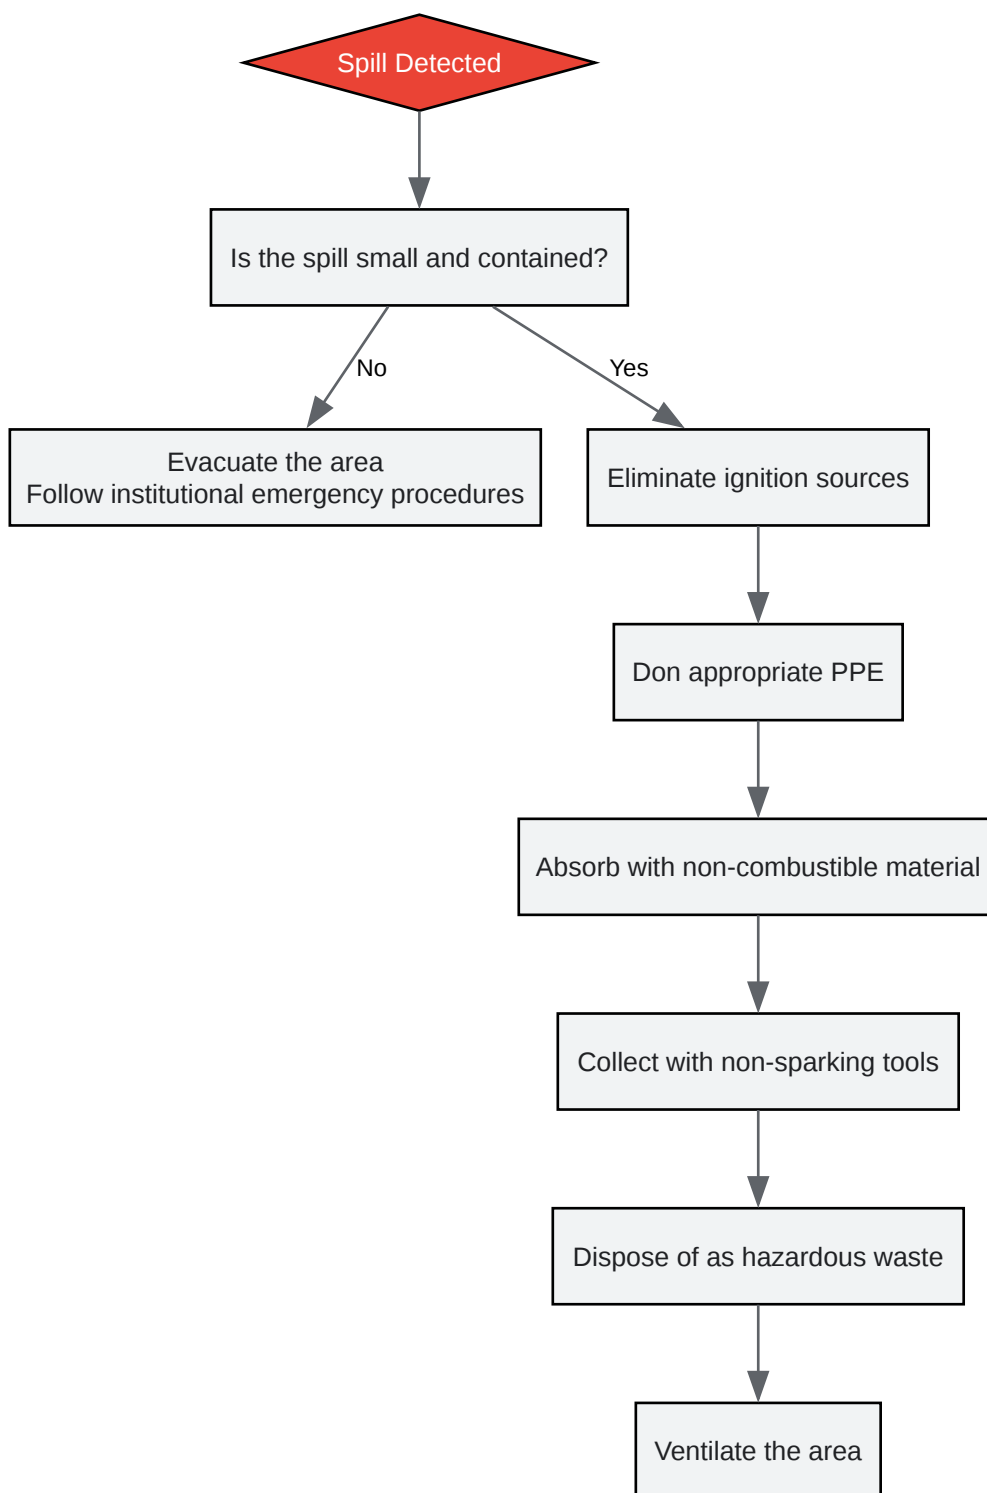 Spill Detected
Is the spill small and contained?
No
Yes
Evacuate the area
Follow institutional emergency procedures
Eliminate ignition sources
Don appropriate PPE
Absorb with non-combustible material
Collect with non-sparking tools
Dispose of as hazardous waste
Ventilate the area